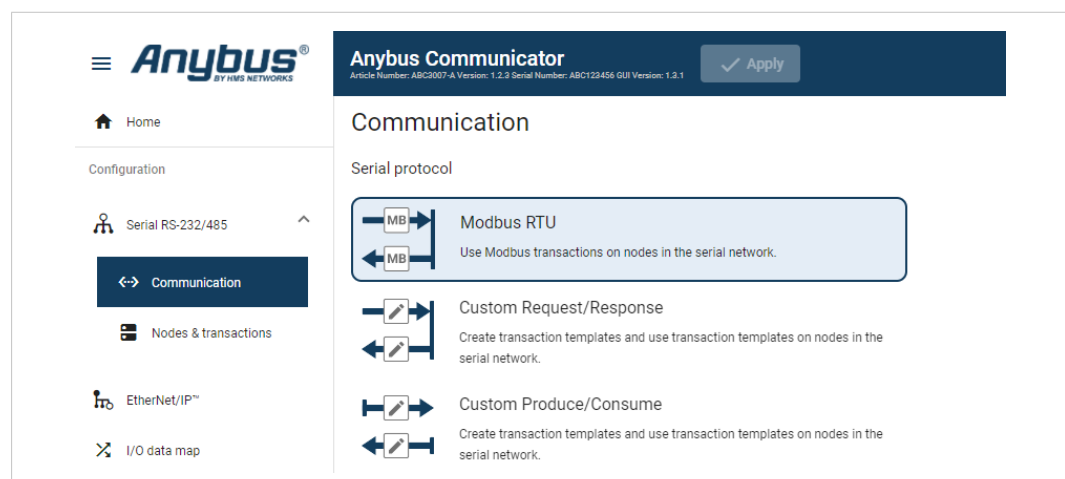 Anybus®
BY HMS NETWORKS
Anybus Communicator
Article Number: ABC3007-A Version: 1.2.3 Serial Number: ABC123456 GUI Version: 1.3.1
Apply
Home
Configuration
Serial RS-232/485
Communication
Nodes & transactions
EtherNet/IP™
I/O data map
Communication
Serial protocol
MB
MB
Modbus RTU
Use Modbus transactions on nodes in the serial network.
Custom Request/Response
Create transaction templates and use transaction templates on nodes in the
serial network.
Custom Produce/Consume
Create transaction templates and use transaction templates on nodes in the
serial network.